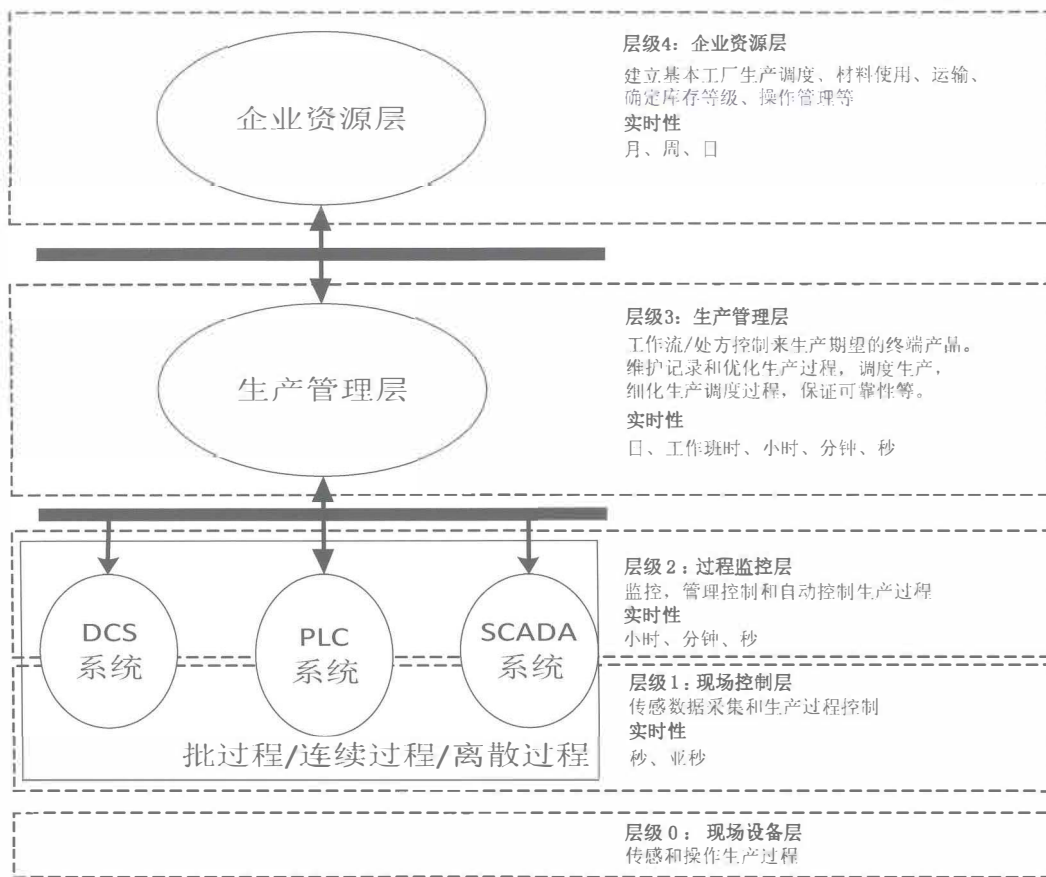 企业资源层
层级4: 企业资源层
建立基本工厂生产调度、材料使用、运输、
确定库存等级、操作管理等
实时性
月、周、日
生产管理层
层级3: 生产管理层
工作流/处方控制来生产期望的终端产品。
维护记录和优化生产过程, 调度生产,
细化生产调度过程, 保证可靠性等。
实时性
日、工作班时、小时、分钟、秒
DCS
系统
PLC
系统
SCADA
系统
批过程/连续过程/离散过程
层级 2 : 过程监控层
监控, 管理控制和自动控制生产过程
实时性
小时、分钟、秒
层级 1 : 现场控制层
传感数据采集和生产过程控制
实时性
秒、亚秒
层级 0 : 现场设备层
传感和操作生产过程